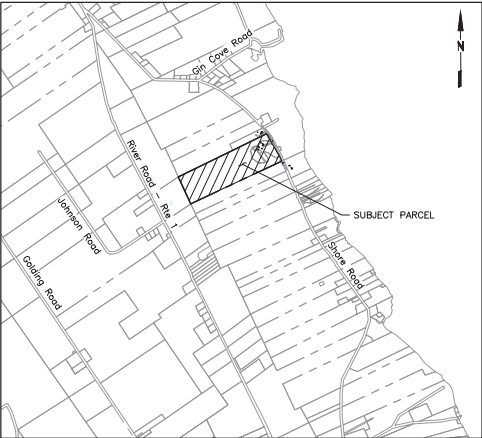 Gin Cove Road
N
River Road - Rte 1
Johnson Road
SUBJECT PARCEL
Golding Road
Shore Road